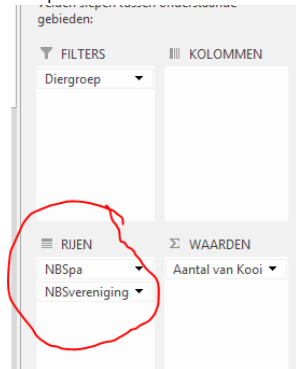 Velden slepen tussen onderstaande
gebieden:
FILTERS
KOLOMMEN
Diergroep
RIJEN
Σ WAARDEN
NBSpa
Aantal van Kooi
NBSvereniging